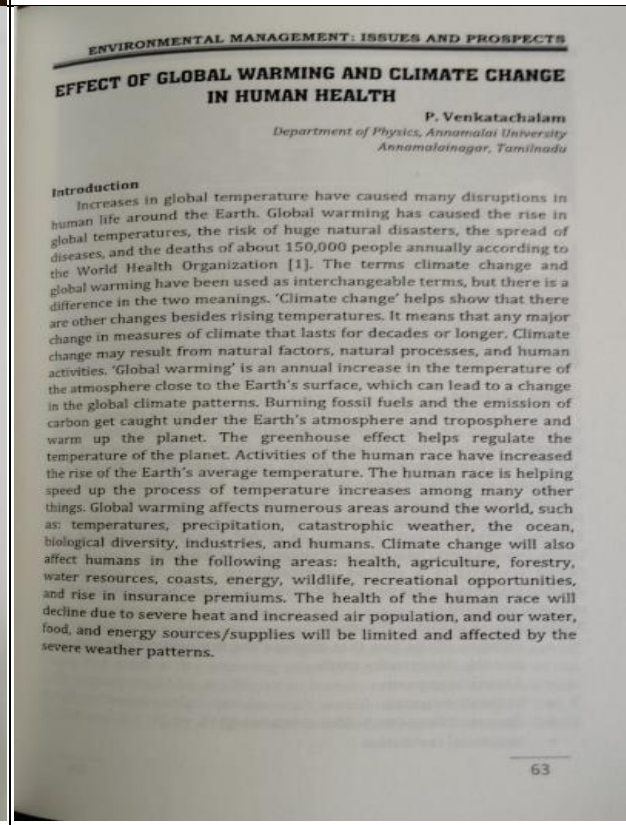 ENVIRONMENTAL MANAGEMENT: ISSUES AND PROSPECTS
EFFECT OF GLOBAL WARMING AND CLIMATE CHANGE
IN HUMAN HEALTH
P. Venkatachalam
Department of Physics, Annamalai University
Annamalainagar, Tamilnadu
Introduction
Increases in global temperature have caused many disruptions in
human life around the Earth. Global warming has caused the rise in
global temperatures, the risk of huge natural disasters, the spread of
diseases, and the deaths of about 150,000 people annually according to
the World Health Organization [1]. The terms climate change and
global warming have been used as interchangeable terms, but there is a
difference in the two meanings. 'Climate change' helps show that there
are other changes besides rising temperatures. It means that any major
change in measures of climate that lasts for decades or longer. Climate
change may result from natural factors, natural processes, and human
activities. 'Global warming' is an annual increase in the temperature of
the atmosphere close to the Earth's surface, which can lead to a change
in the global climate patterns. Burning fossil fuels and the emission of
carbon get caught under the Earth's atmosphere and troposphere and
warm up the planet. The greenhouse effect helps regulate the
temperature of the planet. Activities of the human race have increased
the rise of the Earth's average temperature. The human race is helping
speed up the process of temperature increases among many other
things. Global warming affects numerous areas around the world, such
as: temperatures, precipitation, catastrophic weather, the ocean,
biological diversity, industries, and humans. Climate change will also
affect humans in the following areas: health, agriculture, forestry,
water resources, coasts, energy, wildlife, recreational opportunities,
and rise in insurance premiums. The health of the human race will
decline due to severe heat and increased air population, and our water,
food, and energy sources/supplies will be limited and affected by the
severe weather patterns.
63